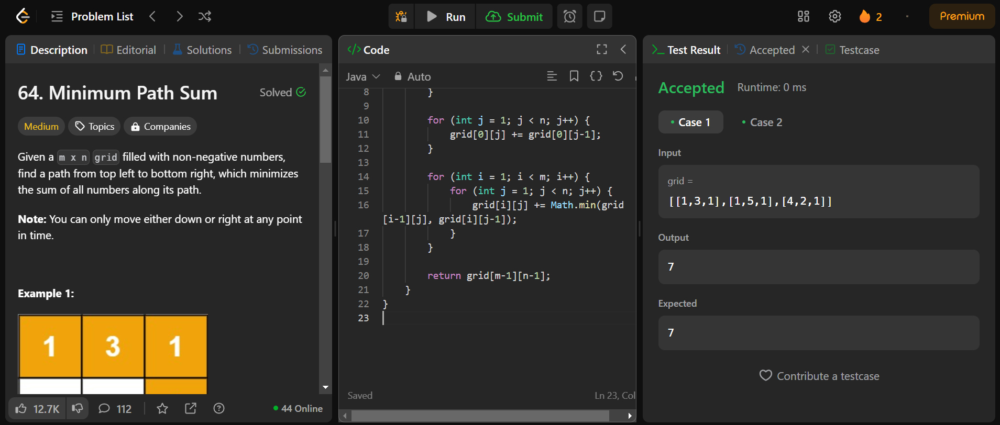 Problem List
Run
Submit
2
Premium
Description
Editorial
Solutions
Submissions
64. Minimum Path Sum
Solved
Medium
Topics
Companies
Given a m x n grid filled with non-negative numbers,
find a path from top left to bottom right, which minimizes
the sum of all numbers along its path.
Note: You can only move either down or right at any point
in time.
Example 1:
1 3 1
12.7K
112
44 Online
</> Code
Java
Auto
8 }
9
10 for (int j = 1; j < n; j++) {
11 grid[0][j] += grid[0][j-1];
12 }
13
14 for (int i = 1; i < m; i++) {
15 for (int j = 1; j < n; j++) {
16 grid[i][j] += Math.min(grid
[i-1][j], grid[i][j-1]);
17 }
18 }
19
20 return grid[m-1][n-1];
21 }
22 }
23
Saved
Ln 23, Col
Test Result
Accepted
Testcase
Accepted
Runtime: 0 ms
Case 1
Case 2
Input
grid =
[[1,3,1],[1,5,1],[4,2,1]]
Output
7
Expected
7
Contribute a testcase